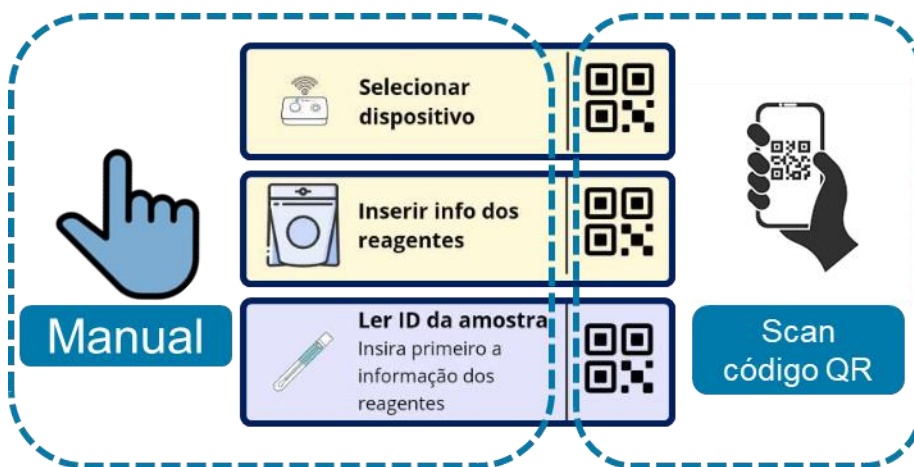 Selecionar
dispositivo
Inserir info dos
reagentes
Ler ID da amostra
Insira primeiro a
informação dos
reagentes
Manual
Scan
código QR